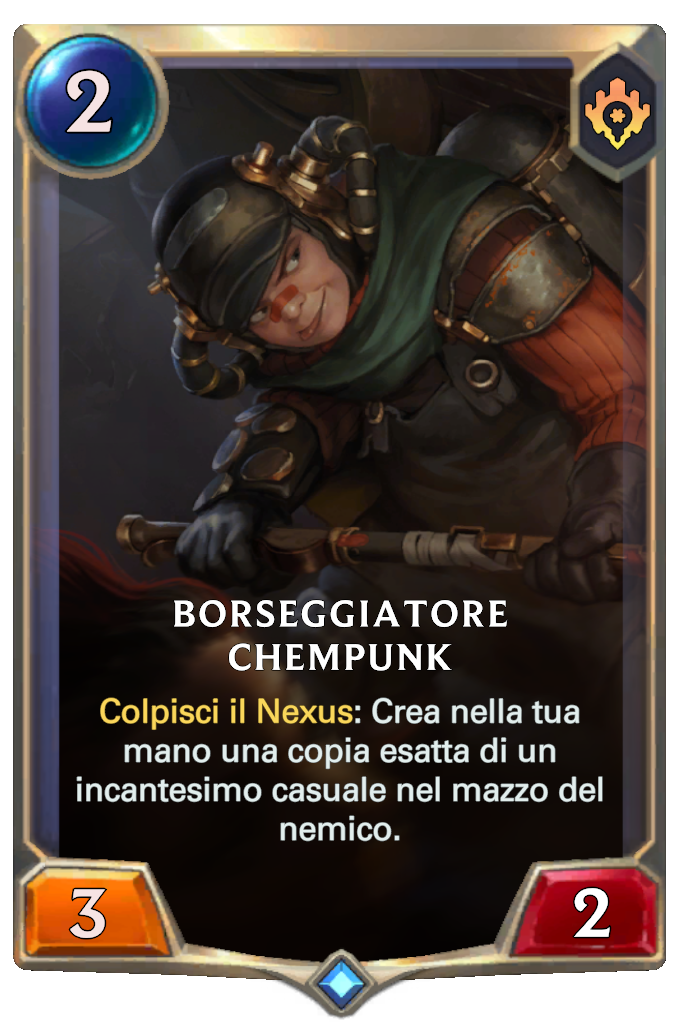 2
BORSEGGIATORE
CHEMPUNK
Colpisci il Nexus: Crea nella tua
mano una copia esatta di un
incantesimo casuale nel mazzo del
nemico.
3
2